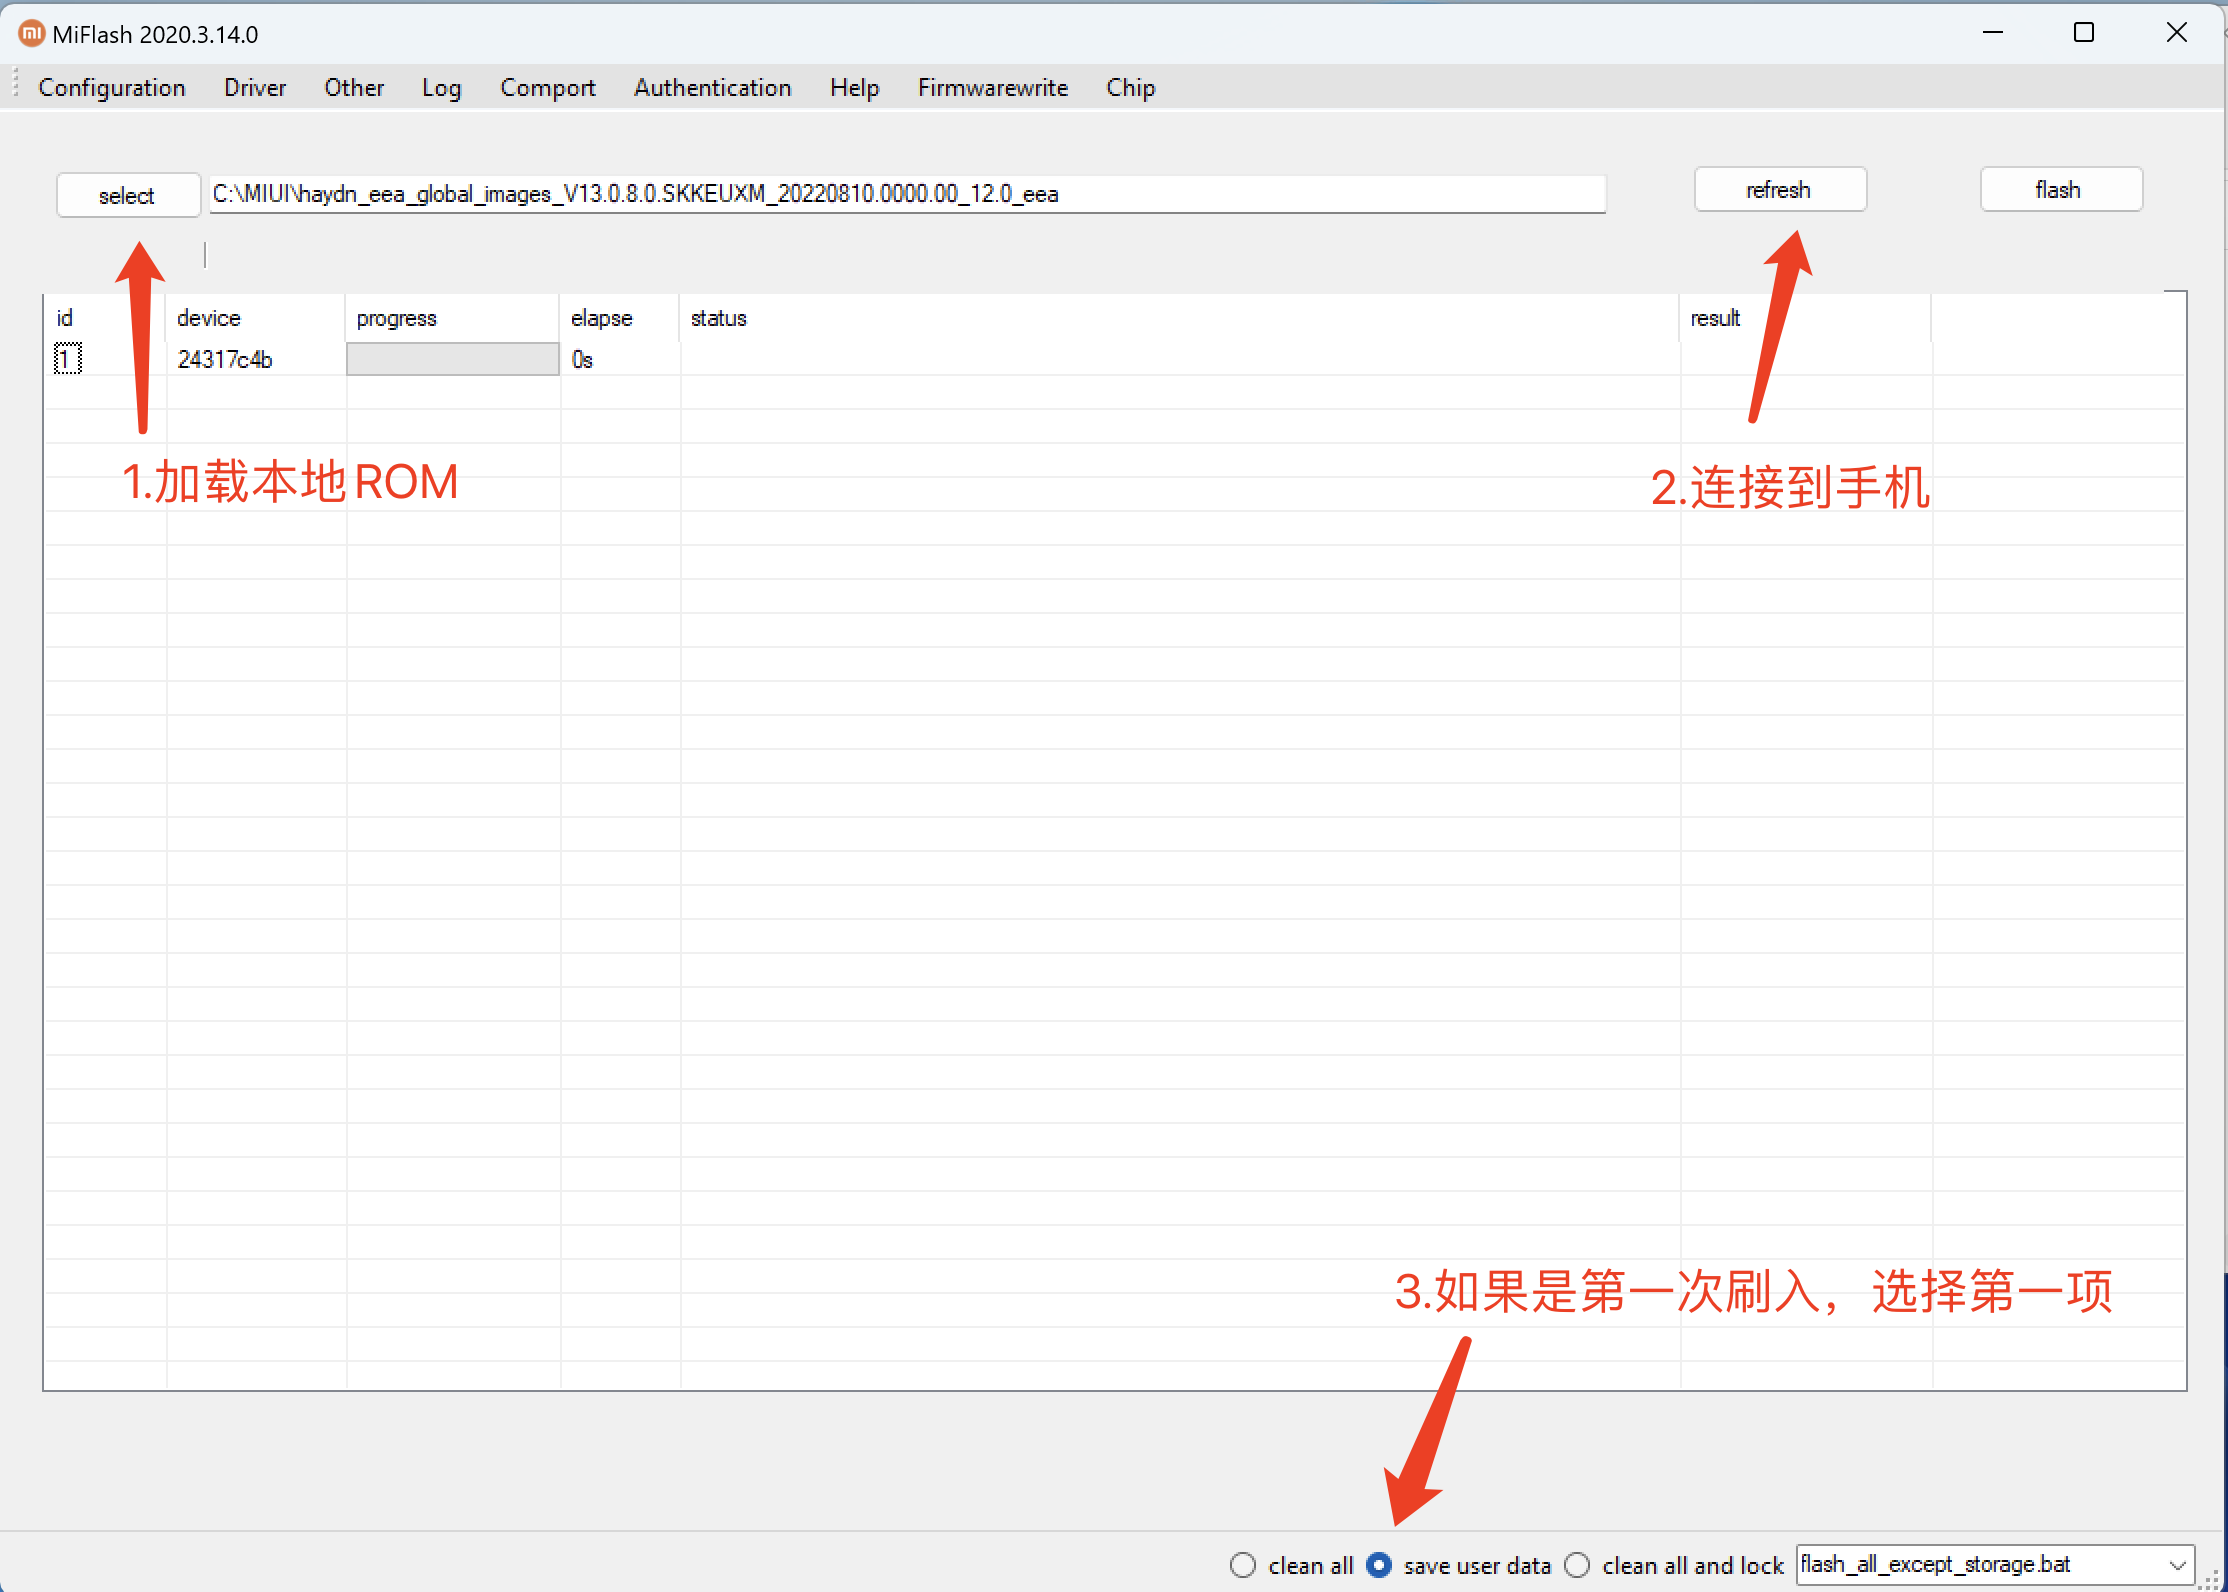 MiFlash 2020.3.14.0
Configuration Driver Other Log Comport Authentication Help Firmwarewrite Chip
select C:\MIUI\haydn_eea_global_images_V13.0.8.0.SKKEUXM_20220810.0000.00_12.0_eea refresh flash
id device progress elapse status result
1 24317c4b 0s
1.加载本地ROM
2.连接到手机
3.如果是第一次刷入，选择第一项
clean all save user data clean all and lock flash_all_except_storage.bat